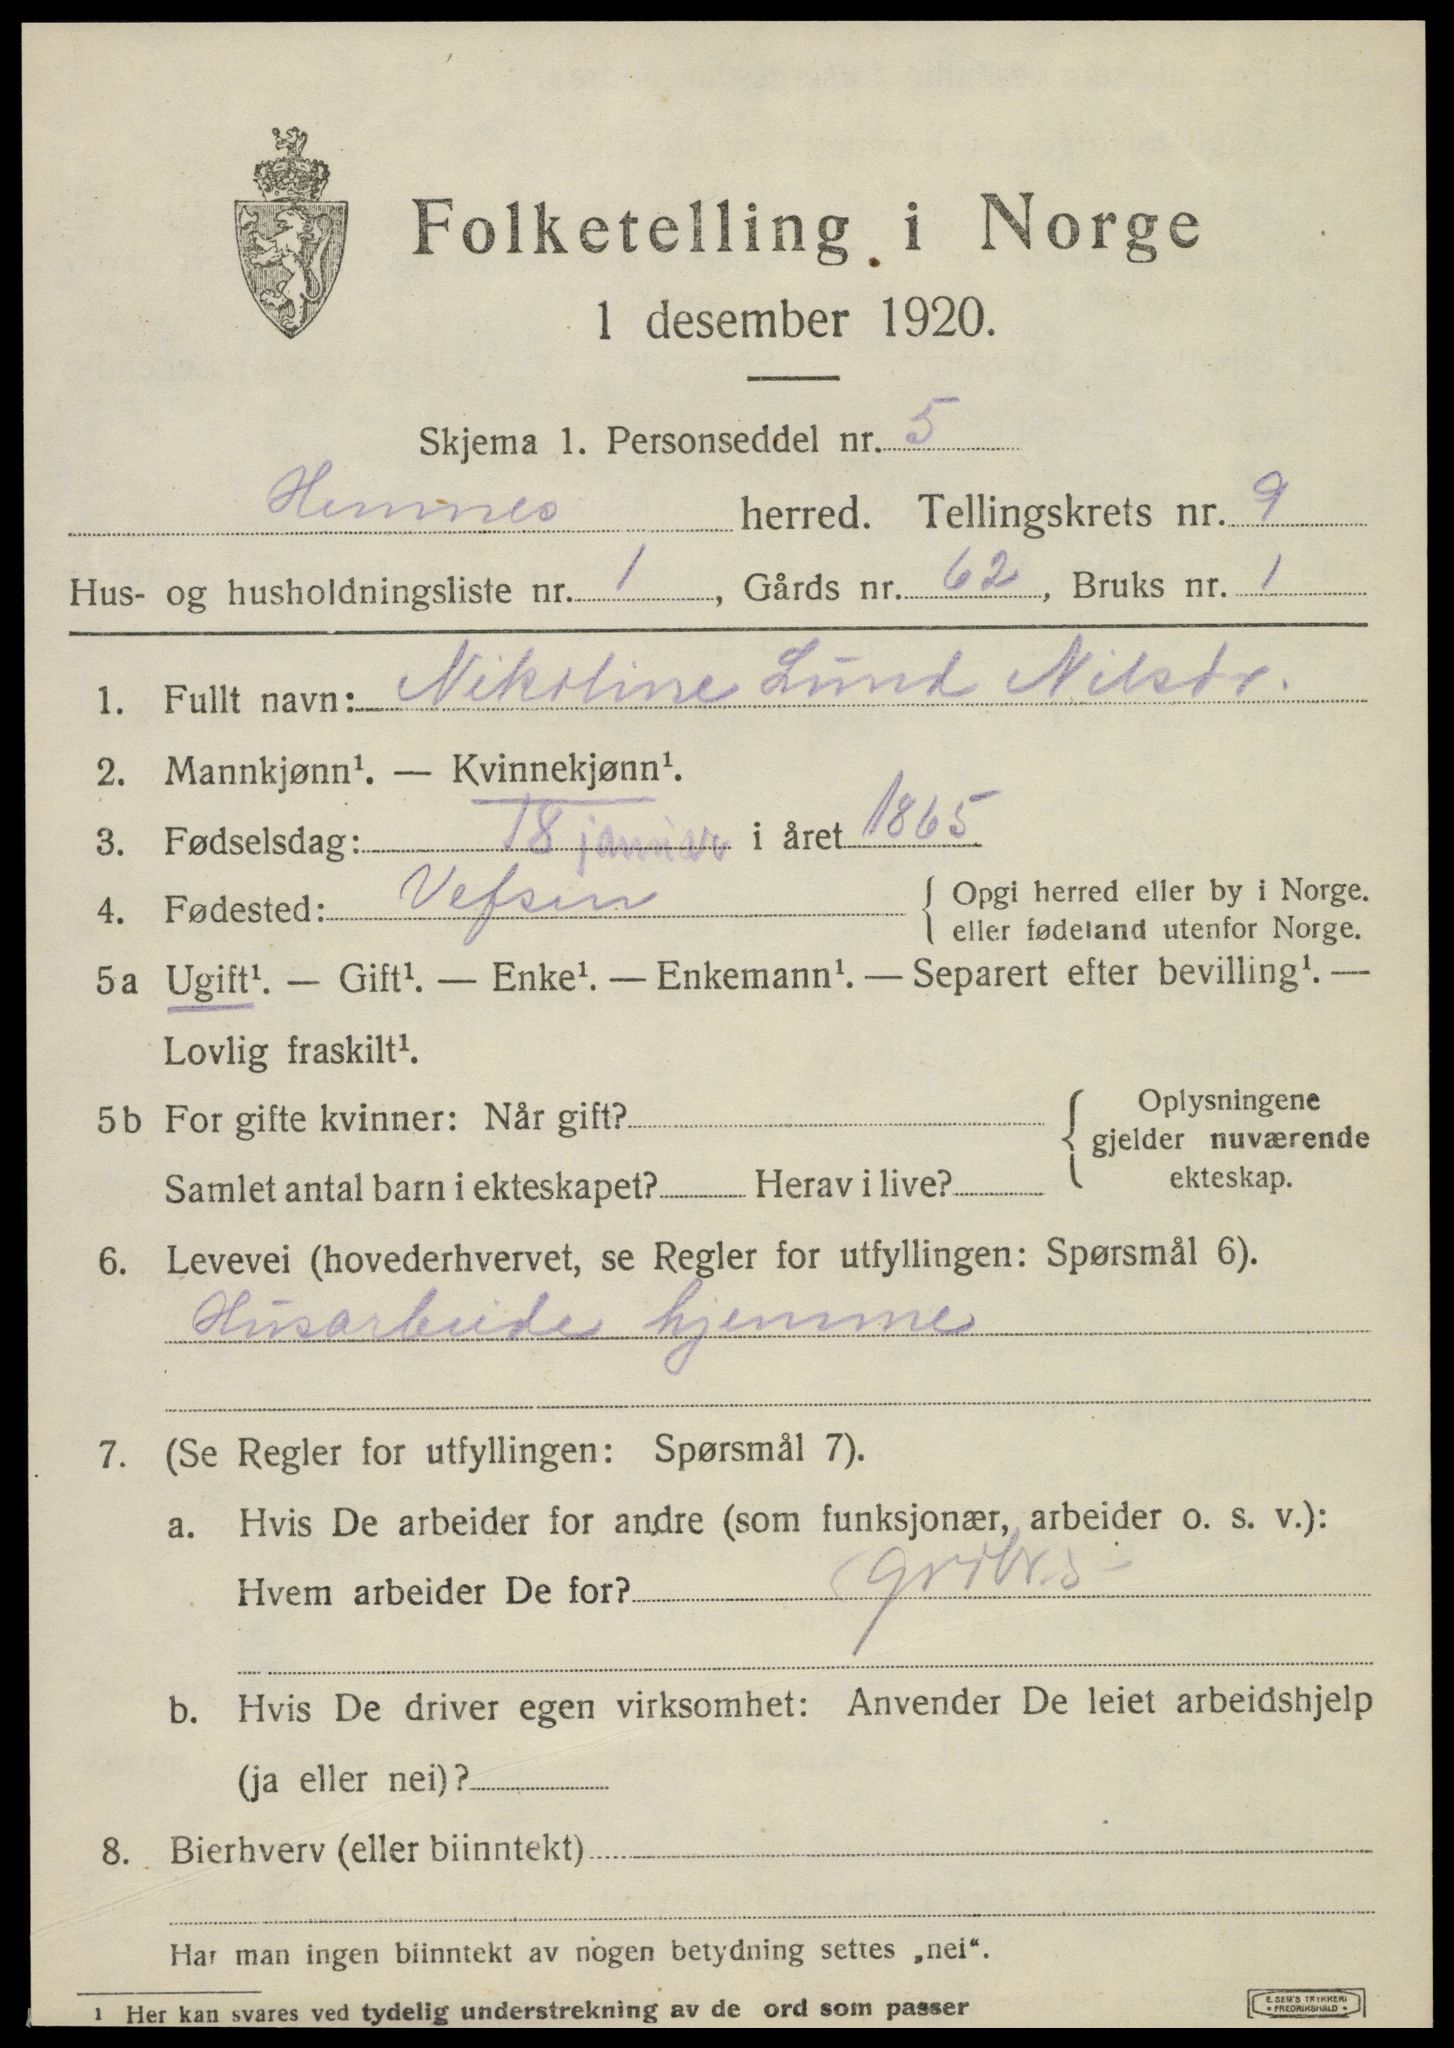 Folketelling i Norge
1 desember 1920.
Skjema 1. Personseddel nr. 5
Hemnes herred. Tellingskrets nr. 9
Hus- og husholdningsliste nr. 1, Gårds nr. 62, Bruks nr. 1
1. Fullt navn: Nikoline Lund Nilsdr.
2. Mannkjønn¹. — Kvinnekjønn¹.
3. Fødselsdag: 18 januar i året 1865
4. Fødested: Vefsen { Opgi herred eller by i Norge.
eller fødeland utenfor Norge.
5a Ugift¹. — Gift¹. — Enke¹. — Enkemann¹. — Separert efter bevilling¹. —
Lovlig fraskilt¹.
5b For gifte kvinner: Når gift? { Oplysningene
gjelder nuværende
ekteskap.
Samlet antal barn i ekteskapet? Herav i live?
6. Levevei (hovederhvervet, se Regler for utfyllingen: Spørsmål 6).
Husarbeide hjemme
7. (Se Regler for utfyllingen: Spørsmål 7).
a. Hvis De arbeider for andre (som funksjonær, arbeider o. s. v.):
Hvem arbeider De for?
b. Hvis De driver egen virksomhet: Anvender De leiet arbeidshjelp
(ja eller nei)?
8. Bierhverv (eller biinntekt)
Har man ingen biinntekt av nogen betydning settes „nei“.
1 Her kan svares ved tydelig understrekning av de ord som passer
E. SEM'S TRYKKERI
• FREDRIKSHALD •